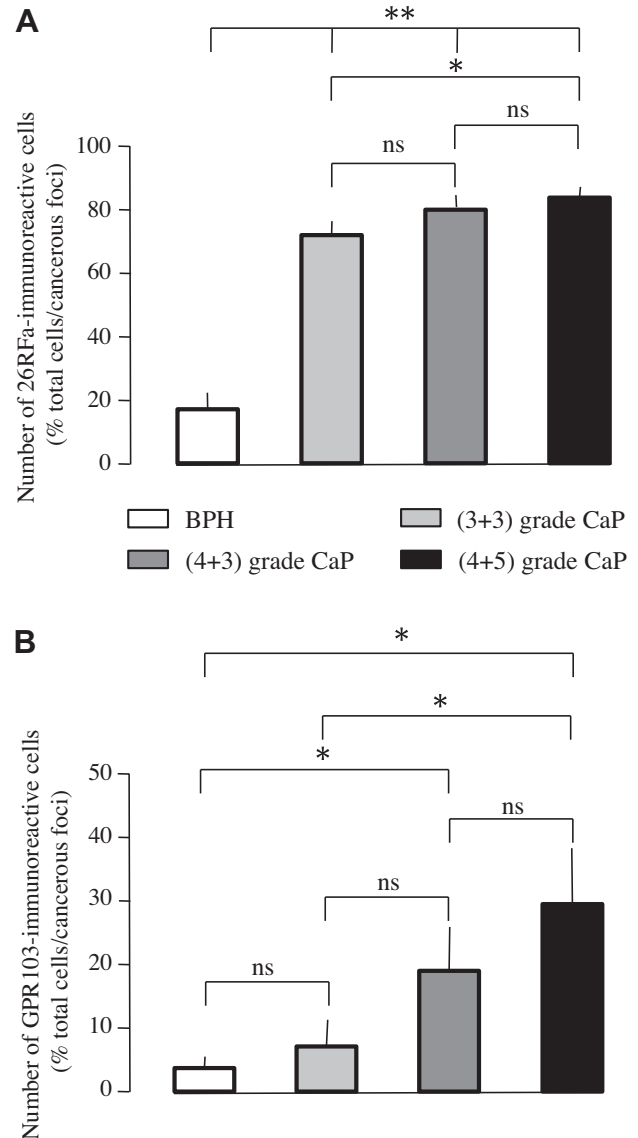 A
**
*
ns
ns
Number of 26RFa-immunoreactive cells
(% total cells/cancerous foci)
100
80
60
40
20
0
BPH
(3+3) grade CaP
(4+3) grade CaP
(4+5) grade CaP
B
*
*
*
ns
ns
ns
Number of GPR103-immunoreactive cells
(% total cells/cancerous foci)
50
40
30
20
10
0